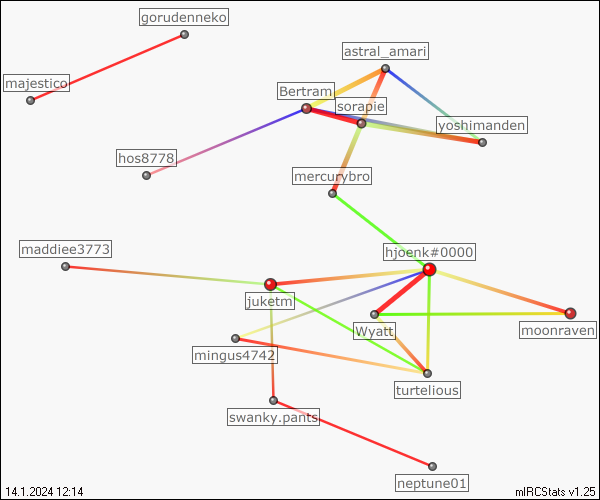 gorudenneko
astral_amari
majestico
Bertram
sorapie
yoshimanden
hos8778
mercurybro
maddiee3773
hjoenk#0000
juketm
Wyatt
moonraven
mingus4742
turtelious
swanky.pants
neptune01
14.1.2024 12:14
mIRCStats v1.25